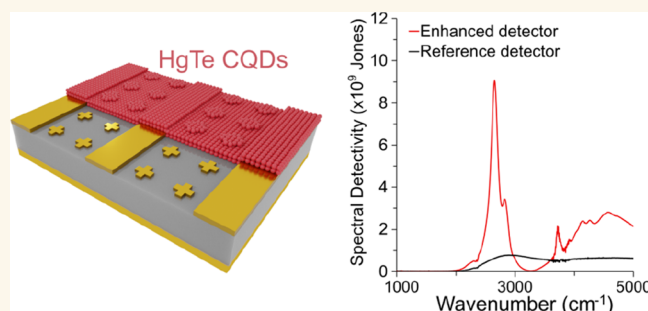 HgTe CQDs
Spectral Detectivity (x10⁹ Jones)
12
10
8
6
4
2
0
Enhanced detector
Reference detector
1000
3000
5000
Wavenumber (cm⁻¹)